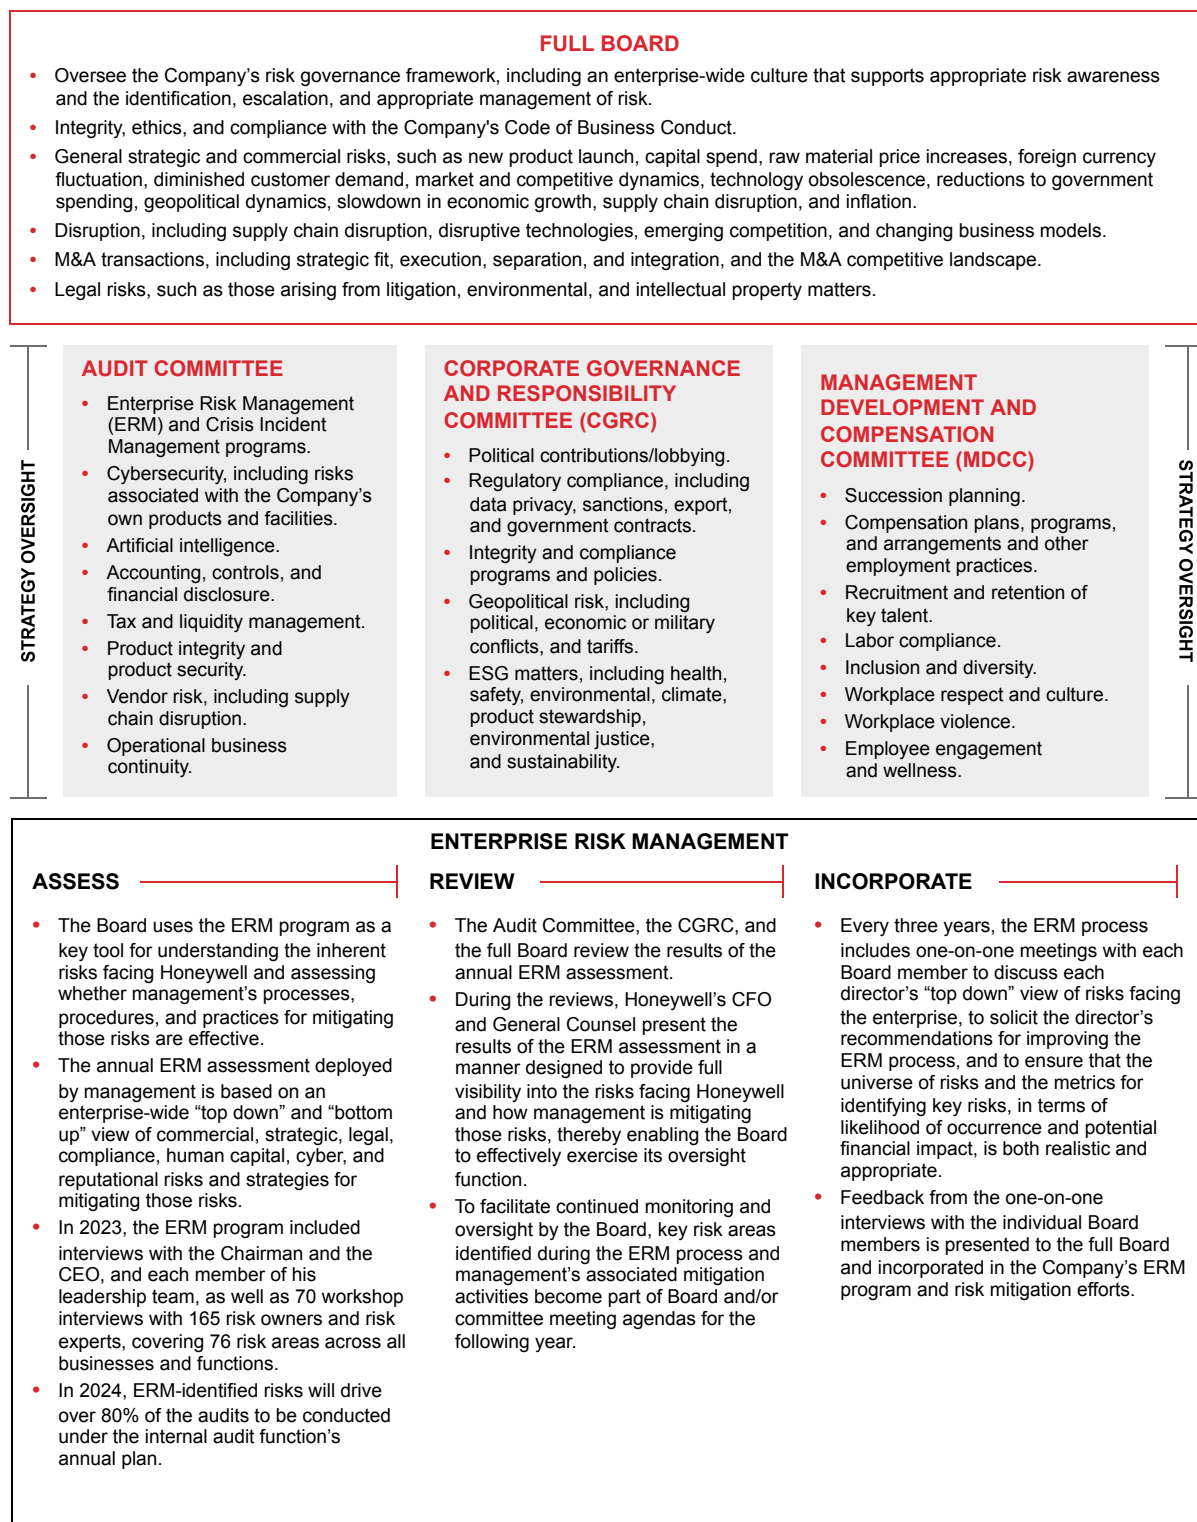 FULL BOARD
• Oversee the Company's risk governance framework, including an enterprise-wide culture that supports appropriate risk awareness
and the identification, escalation, and appropriate management of risk.
• Integrity, ethics, and compliance with the Company's Code of Business Conduct.
• General strategic and commercial risks, such as new product launch, capital spend, raw material price increases, foreign currency
fluctuation, diminished customer demand, market and competitive dynamics, technology obsolescence, reductions to government
spending, geopolitical dynamics, slowdown in economic growth, supply chain disruption, and inflation.
• Disruption, including supply chain disruption, disruptive technologies, emerging competition, and changing business models.
• M&A transactions, including strategic fit, execution, separation, and integration, and the M&A competitive landscape.
• Legal risks, such as those arising from litigation, environmental, and intellectual property matters.
STRATEGY OVERSIGHT
AUDIT COMMITTEE
• Enterprise Risk Management
(ERM) and Crisis Incident
Management programs.
• Cybersecurity, including risks
associated with the Company's
own products and facilities.
• Artificial intelligence.
• Accounting, controls, and
financial disclosure.
• Tax and liquidity management.
• Product integrity and
product security.
• Vendor risk, including supply
chain disruption.
• Operational business
continuity.
CORPORATE GOVERNANCE
AND RESPONSIBILITY
COMMITTEE (CGRC)
• Political contributions/lobbying.
• Regulatory compliance, including
data privacy, sanctions, export,
and government contracts.
• Integrity and compliance
programs and policies.
• Geopolitical risk, including
political, economic or military
conflicts, and tariffs.
• ESG matters, including health,
safety, environmental, climate,
product stewardship,
environmental justice,
and sustainability.
MANAGEMENT
DEVELOPMENT AND
COMPENSATION
COMMITTEE (MDCC)
• Succession planning.
• Compensation plans, programs,
and arrangements and other
employment practices.
• Recruitment and retention of
key talent.
• Labor compliance.
• Inclusion and diversity.
• Workplace respect and culture.
• Workplace violence.
• Employee engagement
and wellness.
STRATEGY OVERSIGHT
ENTERPRISE RISK MANAGEMENT
ASSESS
• The Board uses the ERM program as a
key tool for understanding the inherent
risks facing Honeywell and assessing
whether management's processes,
procedures, and practices for mitigating
those risks are effective.
• The annual ERM assessment deployed
by management is based on an
enterprise-wide “top down” and “bottom
up” view of commercial, strategic, legal,
compliance, human capital, cyber, and
reputational risks and strategies for
mitigating those risks.
• In 2023, the ERM program included
interviews with the Chairman and the
CEO, and each member of his
leadership team, as well as 70 workshop
interviews with 165 risk owners and risk
experts, covering 76 risk areas across all
businesses and functions.
• In 2024, ERM-identified risks will drive
over 80% of the audits to be conducted
under the internal audit function's
annual plan.
REVIEW
• The Audit Committee, the CGRC, and
the full Board review the results of the
annual ERM assessment.
• During the reviews, Honeywell's CFO
and General Counsel present the
results of the ERM assessment in a
manner designed to provide full
visibility into the risks facing Honeywell
and how management is mitigating
those risks, thereby enabling the Board
to effectively exercise its oversight
function.
• To facilitate continued monitoring and
oversight by the Board, key risk areas
identified during the ERM process and
management's associated mitigation
activities become part of Board and/or
committee meeting agendas for the
following year.
INCORPORATE
• Every three years, the ERM process
includes one-on-one meetings with each
Board member to discuss each
director's “top down” view of risks facing
the enterprise, to solicit the director's
recommendations for improving the
ERM process, and to ensure that the
universe of risks and the metrics for
identifying key risks, in terms of
likelihood of occurrence and potential
financial impact, is both realistic and
appropriate.
• Feedback from the one-on-one
interviews with the individual Board
members is presented to the full Board
and incorporated in the Company's ERM
program and risk mitigation efforts.